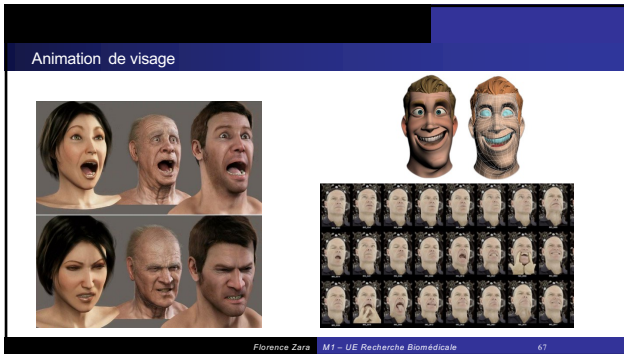 Animation de visage
Florence Zara M1 – UE Recherche Biomédicale 67